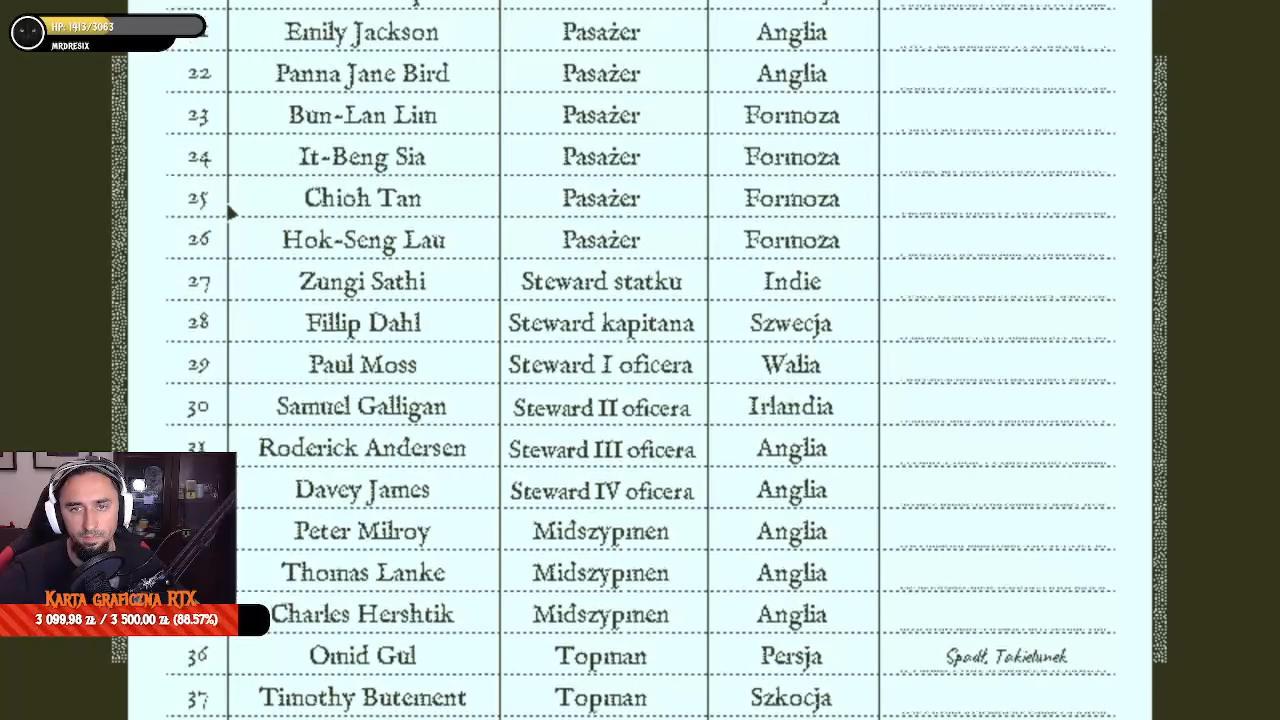 HP: 1413/3063
MRDRESIX
Emily Jackson Pasażer Anglia
22 Panna Jane Bird Pasażer Anglia
23 Bun-Lan Lim Pasażer Formoza
24 It-Beng Sia Pasażer Formoza
25 Chioh Tan Pasażer Formoza
26 Hok-Seng Lau Pasażer Formoza
27 Zungi Sathi Steward statku Indie
28 Fillip Dahl Steward kapitana Szwecja
29 Paul Moss Steward I oficera Walia
30 Samuel Galligan Steward II oficera Irlandia
31 Roderick Andersen Steward III oficera Anglia
Davey James Steward IV oficera Anglia
Peter Milroy Midszypmen Anglia
Thomas Lanke Midszypmen Anglia
Charles Hershtik Midszypmen Anglia
36 Omid Gul Topman Persja Spadł, Takielunek
37 Timothy Butement Topman Szkocja
Karta graficzna RTX
3 099,98 zł / 3 500,00 zł (88.57%)